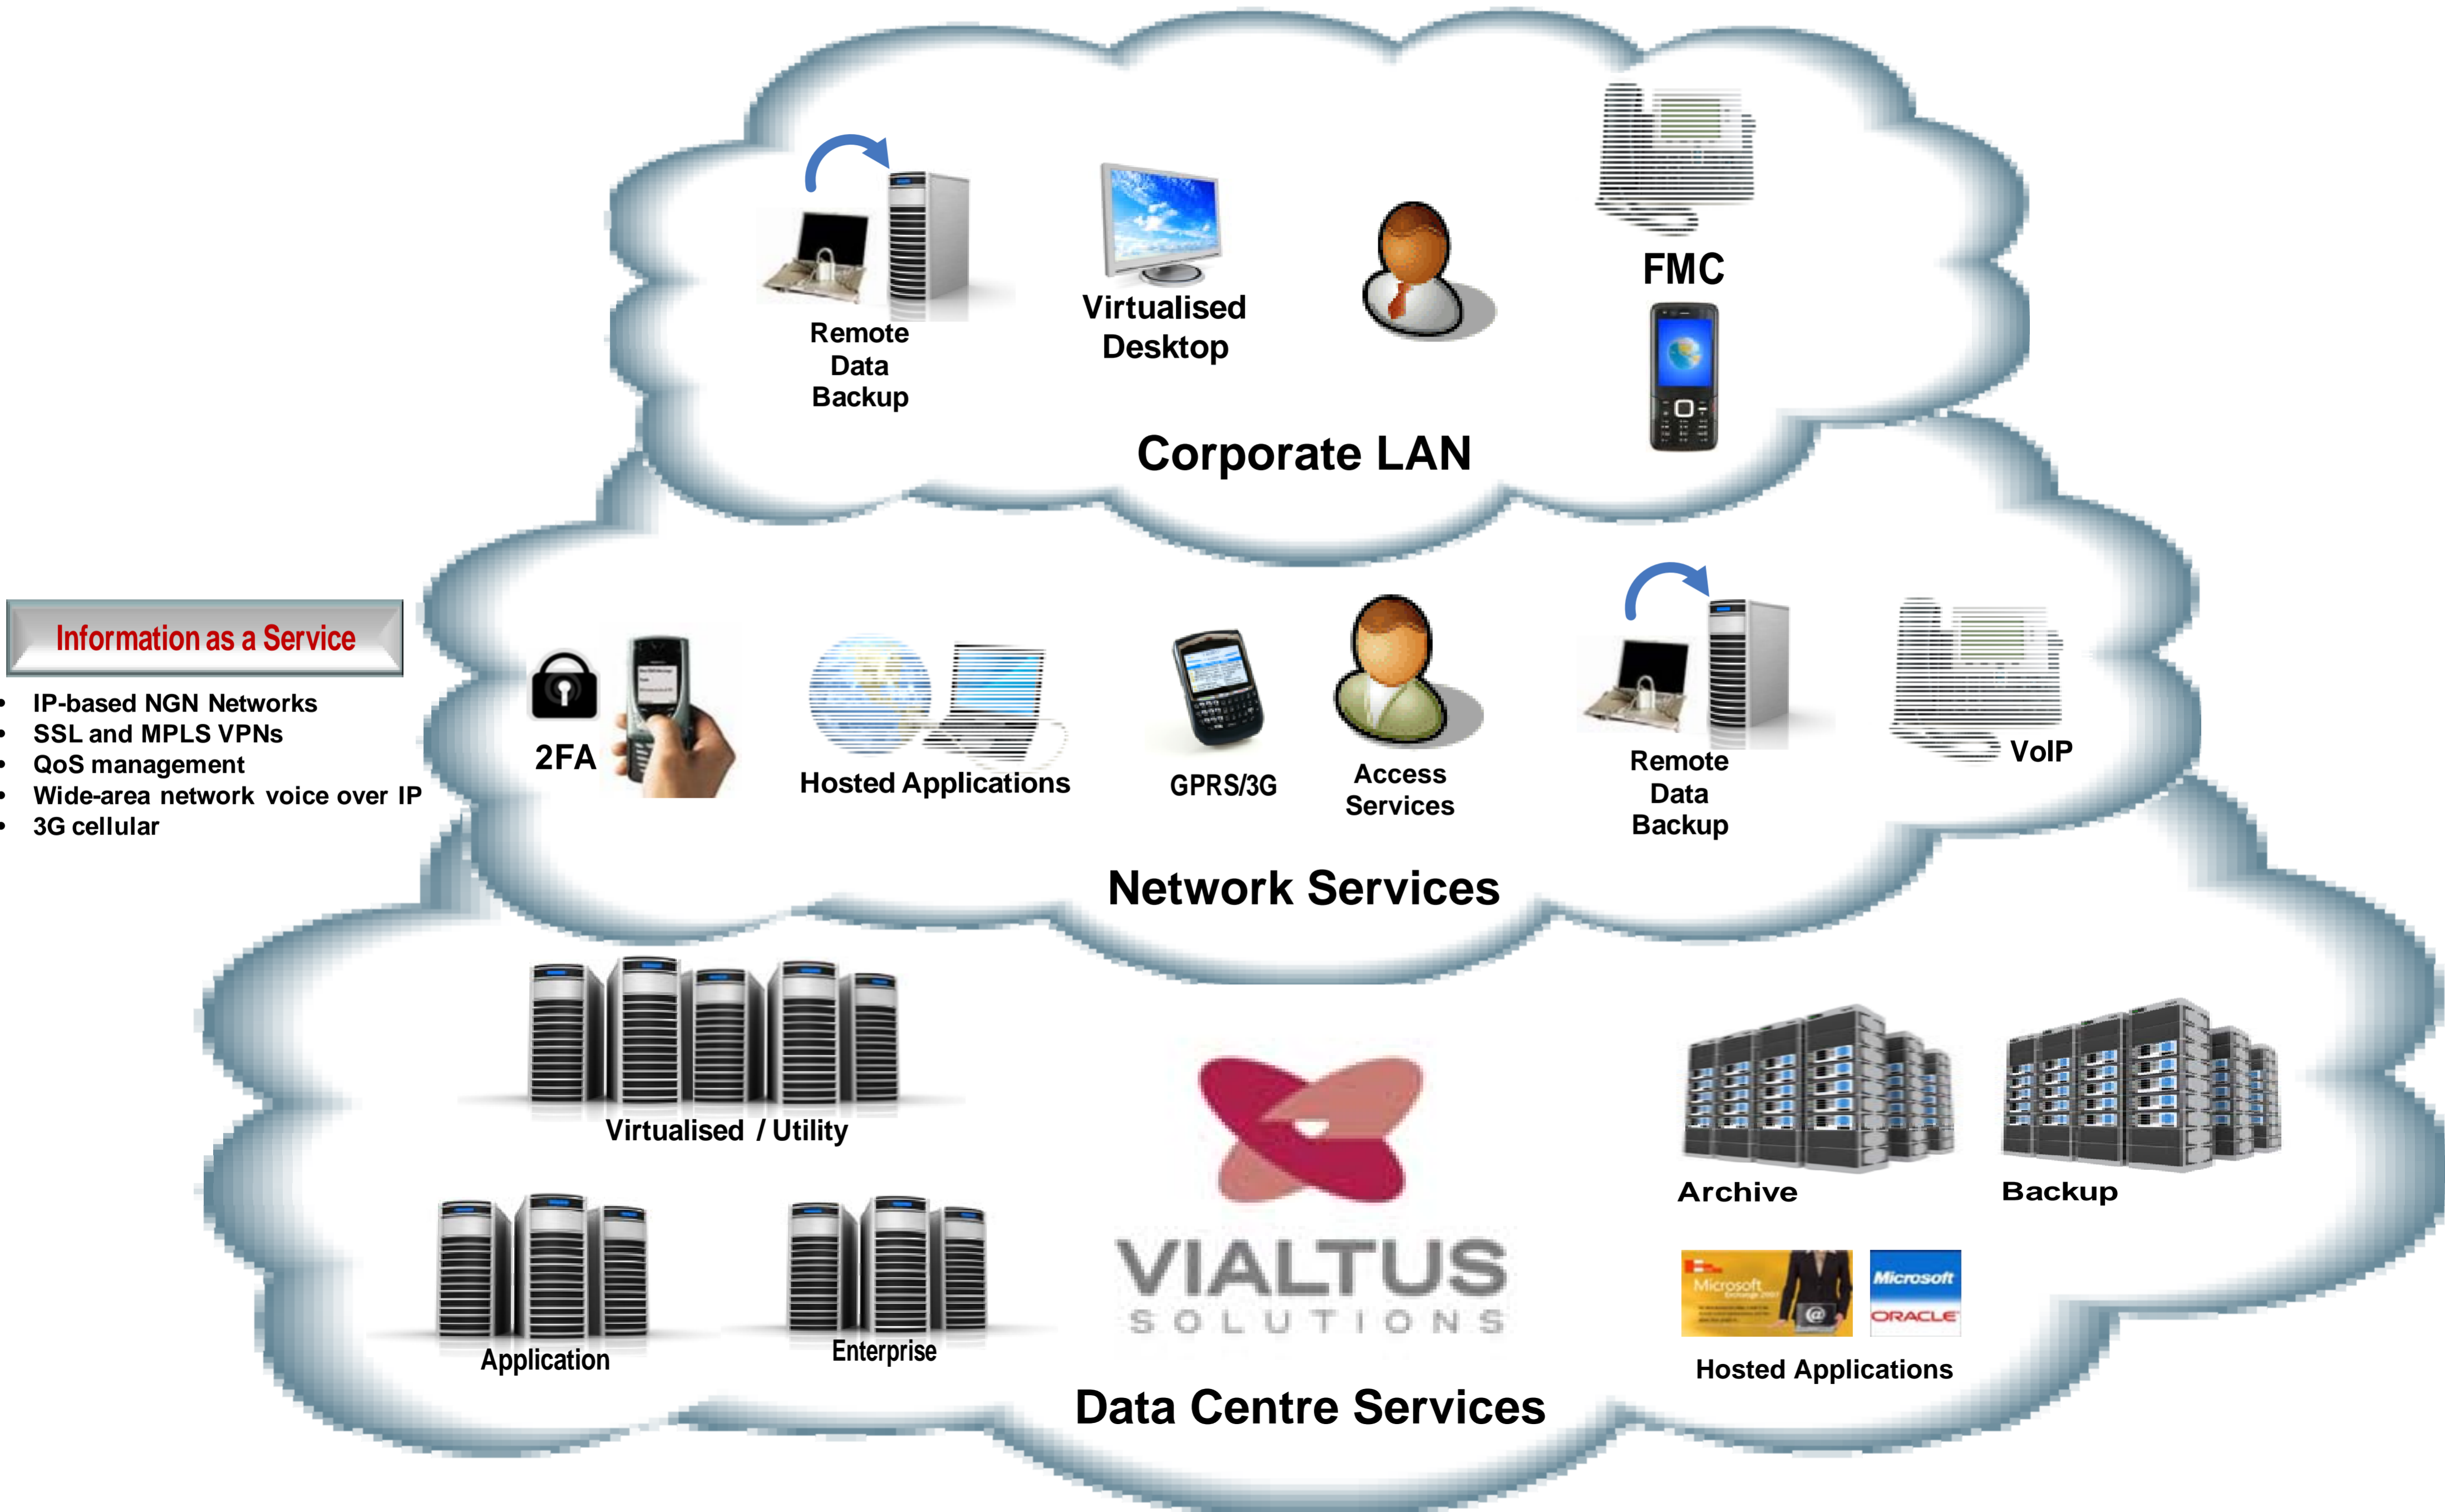 FMC
Virtualised
Desktop
Remote
Data
Backup
Corporate LAN
Information as a Service
• IP-based NGN Networks
• SSL and MPLS VPNs
• QoS management
• Wide-area network voice over IP
• 3G cellular
2FA
Hosted Applications
GPRS/3G
Access
Services
Remote
Data
Backup
VoIP
Network Services
Virtualised / Utility
Archive
Backup
VIALTUS
SOLUTIONS
Application
Enterprise
Microsoft
Exchange 2007
Microsoft
ORACLE
Hosted Applications
Data Centre Services